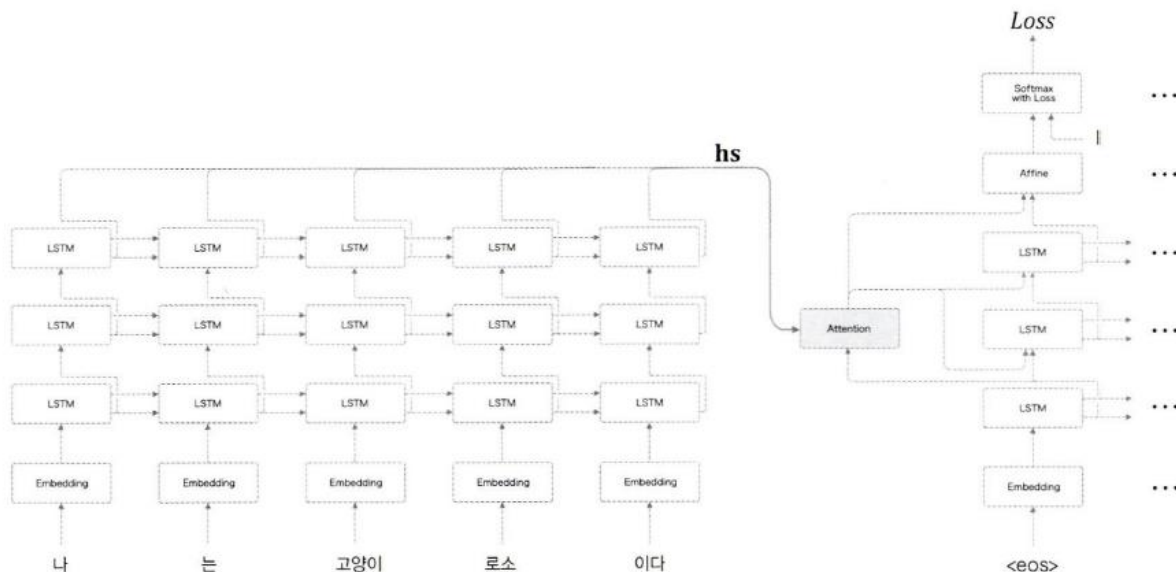 Loss
Softmax
with Loss
I
hs
Affine
LSTM LSTM LSTM LSTM LSTM LSTM
LSTM LSTM LSTM LSTM LSTM Attention LSTM
LSTM LSTM LSTM LSTM LSTM LSTM
Embedding Embedding Embedding Embedding Embedding Embedding
나 는 고양이 로소 이다 <eos>